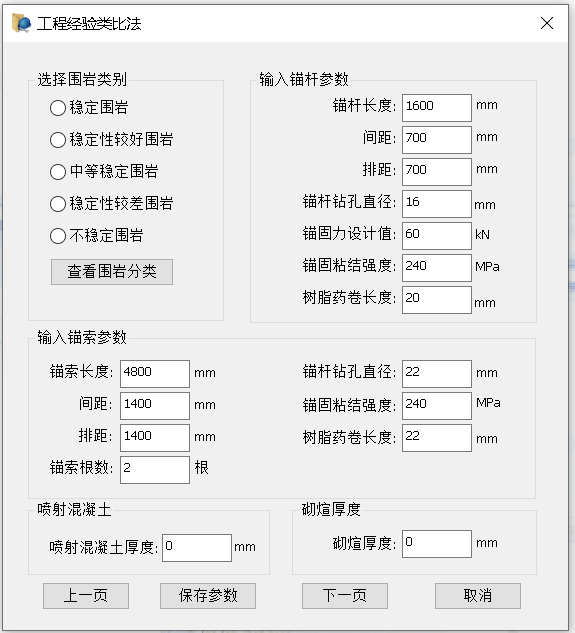 工程经验类比法
选择围岩类别
稳定围岩
稳定性较好围岩
中等稳定围岩
稳定性较差围岩
不稳定围岩
查看围岩分类
输入锚杆参数
锚杆长度: 1600 mm
间距: 700 mm
排距: 700 mm
锚杆钻孔直径: 16 mm
锚固力设计值: 60 kN
锚固粘结强度: 240 MPa
树脂药卷长度: 20 mm
输入锚索参数
锚索长度: 4800 mm
间距: 1400 mm
排距: 1400 mm
锚索根数: 2 根
锚杆钻孔直径: 22 mm
锚固粘结强度: 240 MPa
树脂药卷长度: 22 mm
喷射混凝土
喷射混凝土厚度: 0 mm
砌煊厚度
砌煊厚度: 0 mm
上一页 保存参数 下一页 取消